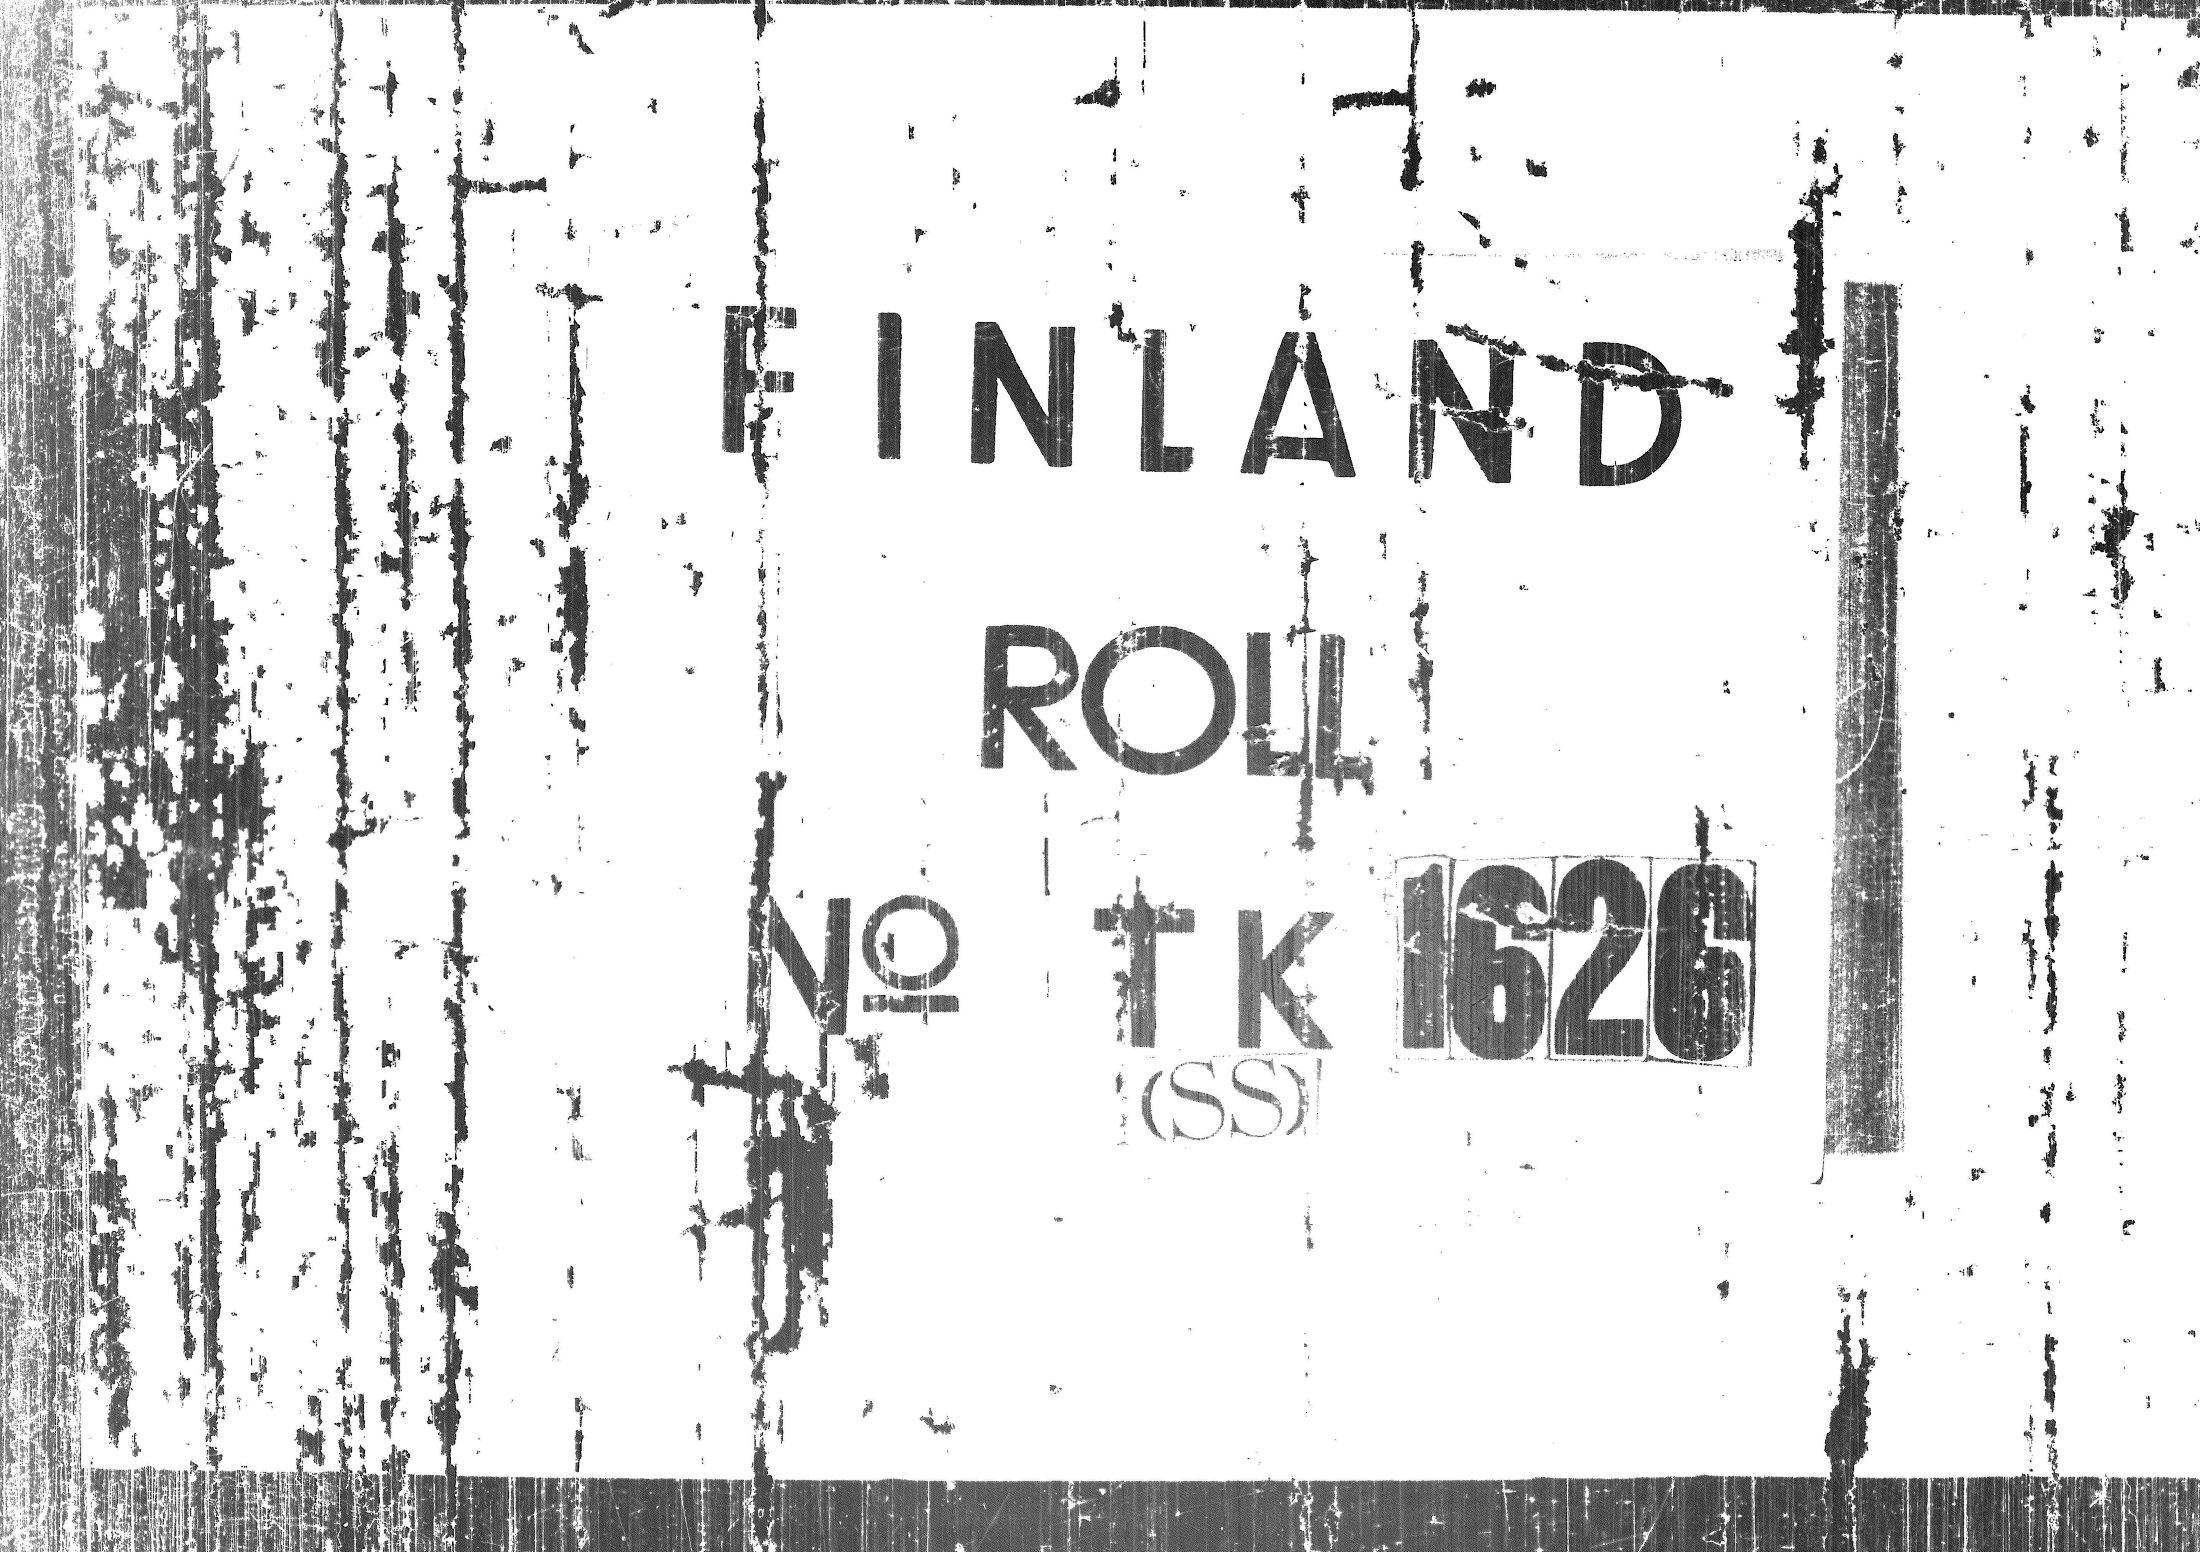 FINLAND
ROLL
Nº TK 1626
(SS)